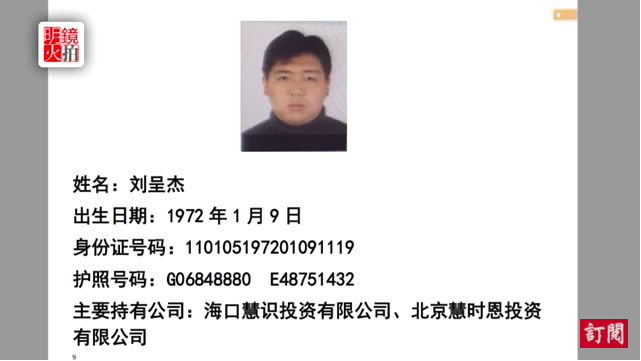 明鏡
火拍
9
姓名：刘呈杰
出生日期：1972 年 1 月 9 日
身份证号码：110105197201091119
护照号码：G06848880 E48751432
主要持有公司：海口慧识投资有限公司、北京慧时恩投资
有限公司
訂閱
9